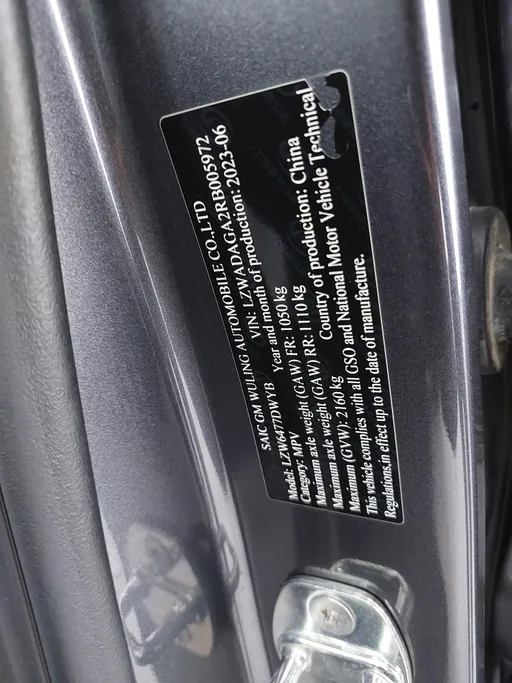 SAIC GM WULING AUTOMOBILE CO.,LTD
Model: LZW6477DWYB VIN: LZWADAGA2RB005972
Category: MPV Year and month of production: 2023-06
Maximum axle weight (GAW) FR: 1050 kg
Maximum axle weight (GAW) RR: 1110 kg
Maximum (GVW): 2160 kg Country of production: China
This vehicle complies with all GSO and National Motor Vehicle Technical
Regulations,in effect up to the date of manufacture.